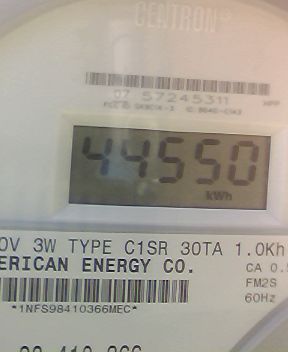 CENTRON
07 57245311
44550
kWh
0V 3W TYPE C1SR 30TA 1.0Kh
ERICAN ENERGY CO.
CA 0.
FM2S
60Hz
*1NFS98410366MEC*